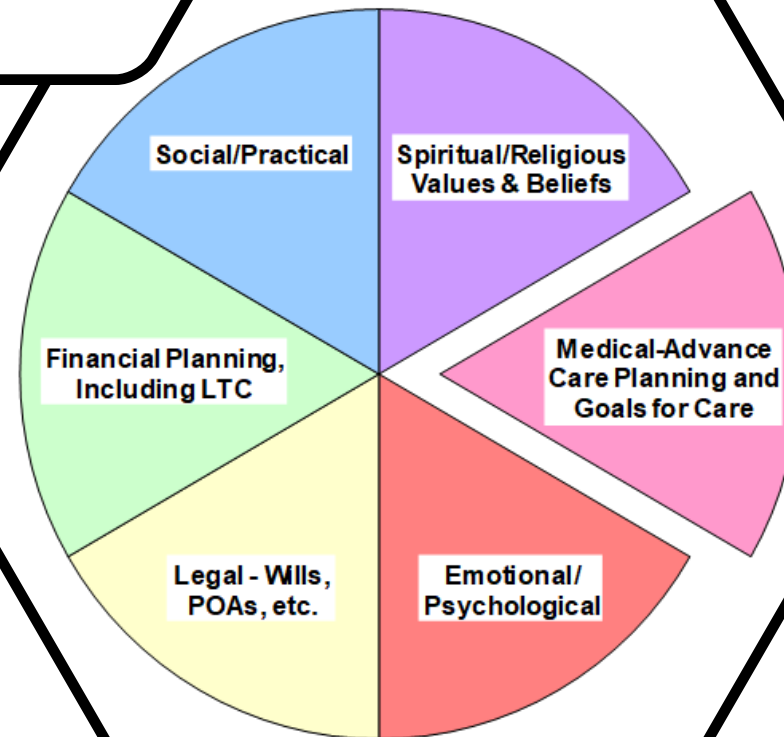 Social/Practical
Spiritual/Religious
Values & Beliefs
Medical-Advance
Care Planning and
Goals for Care
Financial Planning,
Including LTC
Legal - Wills,
POAs, etc.
Emotional/
Psychological